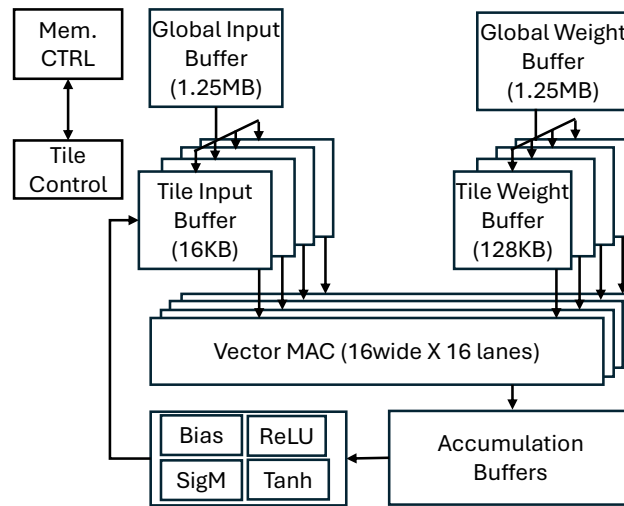 Mem.
CTRL
Global Input
Buffer
(1.25MB)
Global Weight
Buffer
(1.25MB)
Tile
Control
Tile Input
Buffer
(16KB)
Tile Weight
Buffer
(128KB)
Vector MAC (16wide X 16 lanes)
Bias
ReLU
SigM
Tanh
Accumulation
Buffers